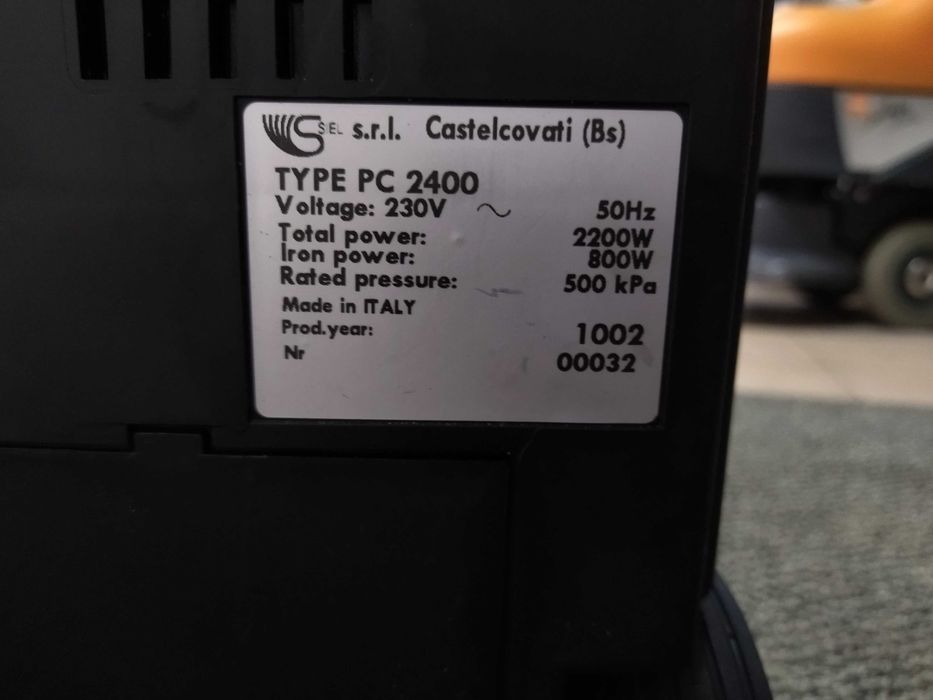 SSEL s.r.l. Castelcovati (Bs)
TYPE PC 2400
Voltage: 230V ~ 50Hz
Total power: 2200W
Iron power: 800W
Rated pressure: 500 kPa
Made in ITALY
Prod.year: 1002
Nr 00032